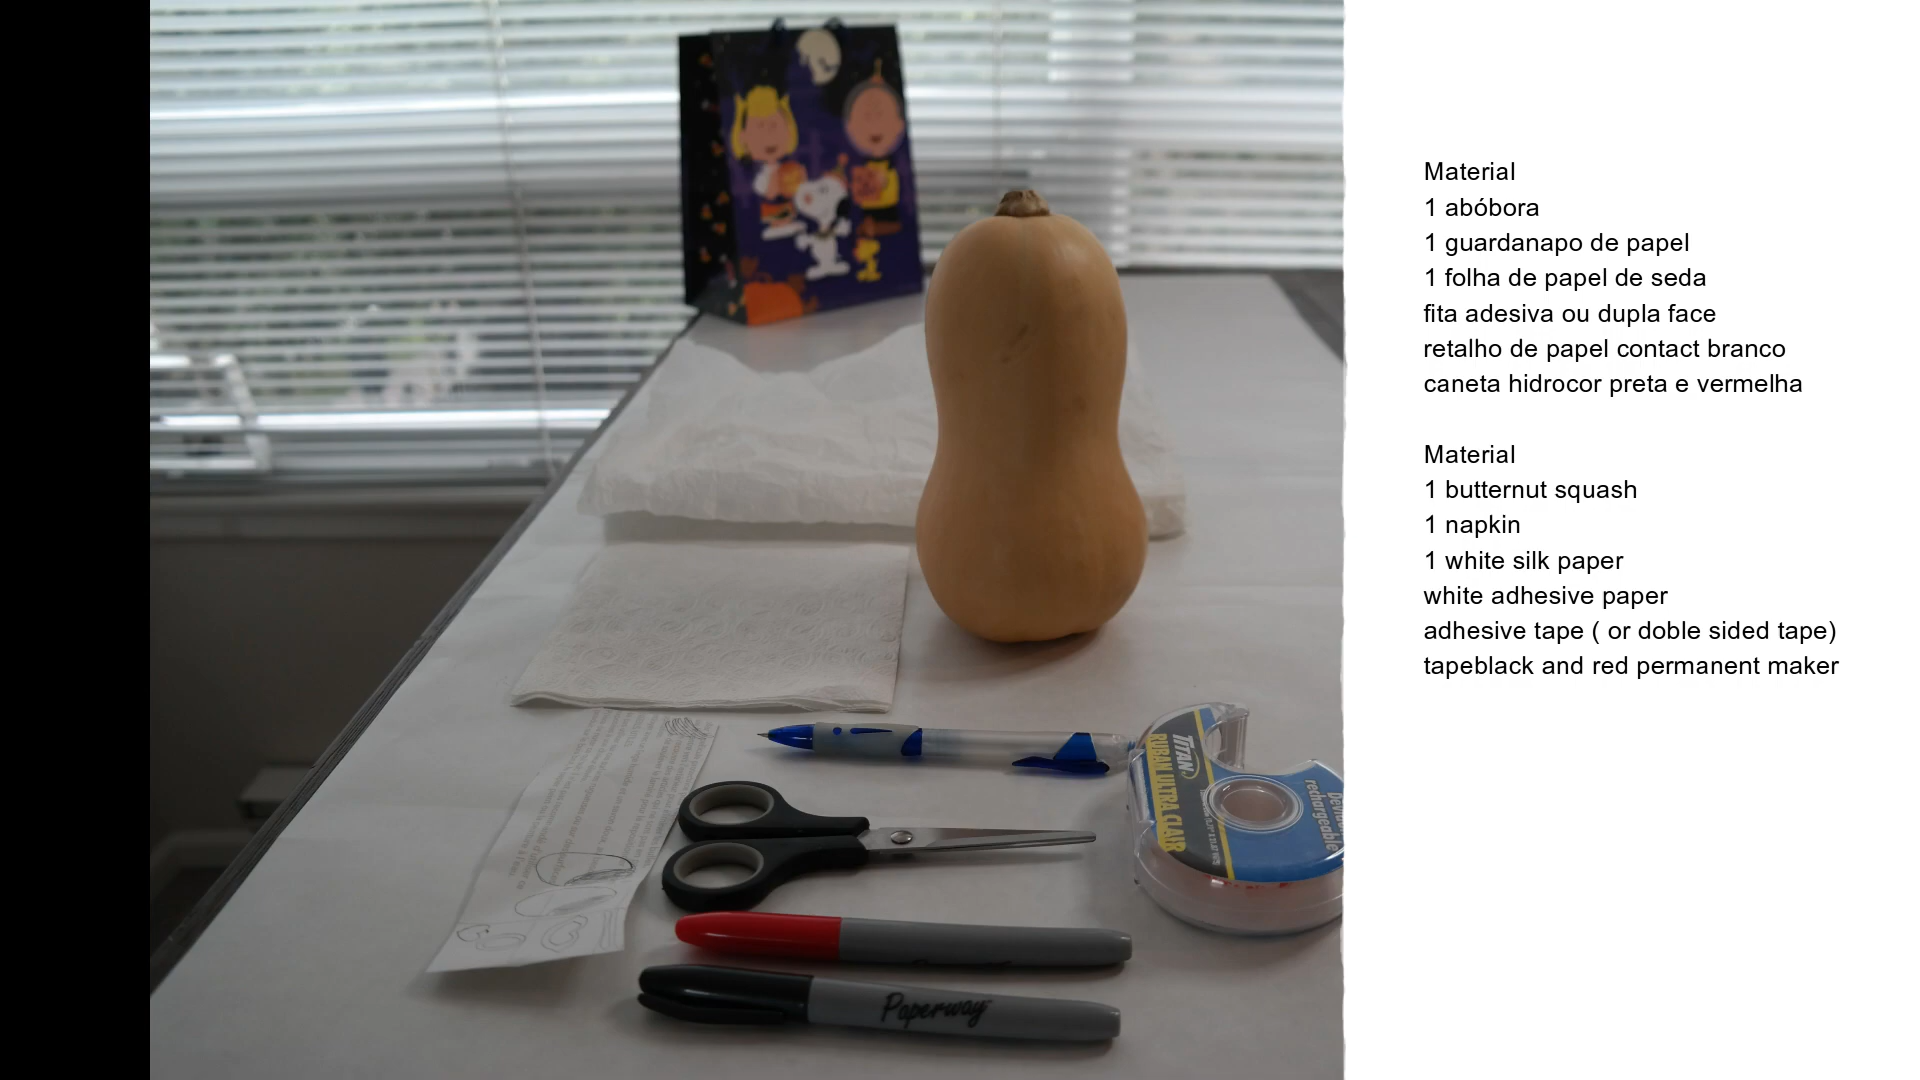 Material
1 abóbora
1 guardanapo de papel
1 folha de papel de seda
fita adesiva ou dupla face
retalho de papel contact branco
caneta hidrocor preta e vermelha
Material
1 butternut squash
1 napkin
1 white silk paper
white adhesive paper
adhesive tape ( or doble sided tape)
tapeblack and red permanent maker
TITAN
RUBAN ULTRA CLAIR
rechargeable
Paperway